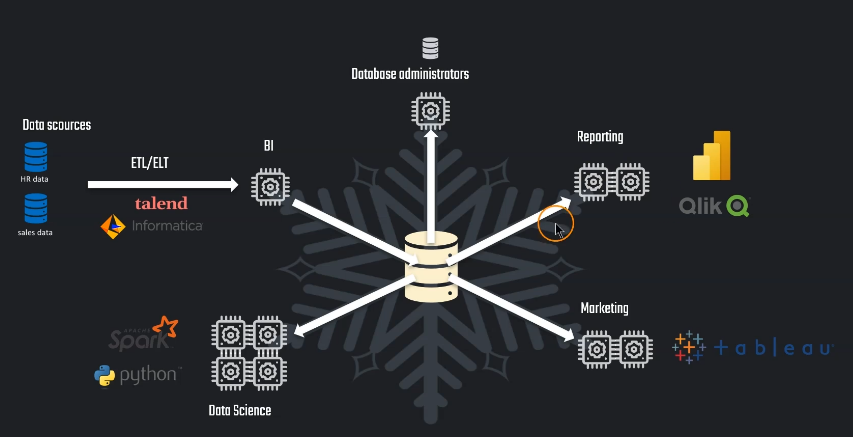 Database administrators
Data scources
HR data
sales data
ETL/ELT
talend
Informatica
BI
Reporting
Qlik
Marketing
tableau
APACHE
Spark
python
Data Science